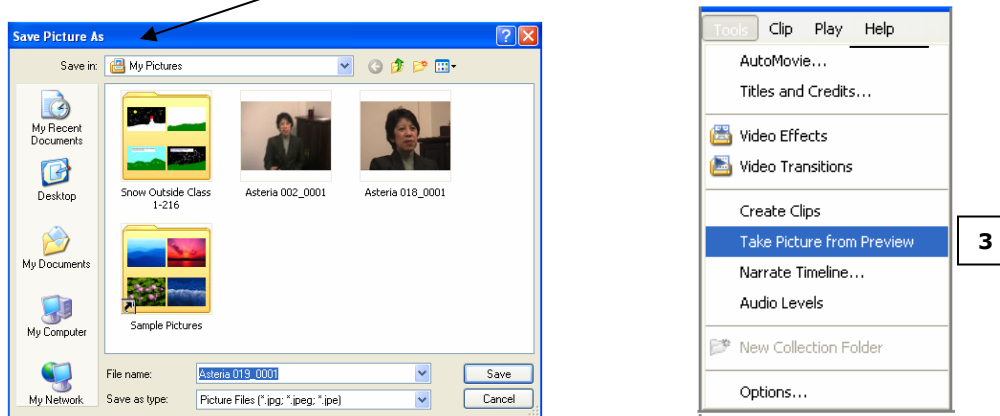 Save Picture As
Save in:
My Pictures
My Recent
Documents
Desktop
My Documents
My Computer
My Network
Snow Outside Class
1-216
Asteria 002_0001
Asteria 018_0001
Sample Pictures
File name:
Asteria 019_0001
Save
Save as type:
Picture Files (*.jpg; *.jpeg; *.jpe)
Cancel
Tools Clip Play Help
AutoMovie...
Titles and Credits...
Video Effects
Video Transitions
Create Clips
Take Picture from Preview
3
Narrate Timeline...
Audio Levels
New Collection Folder
Options...